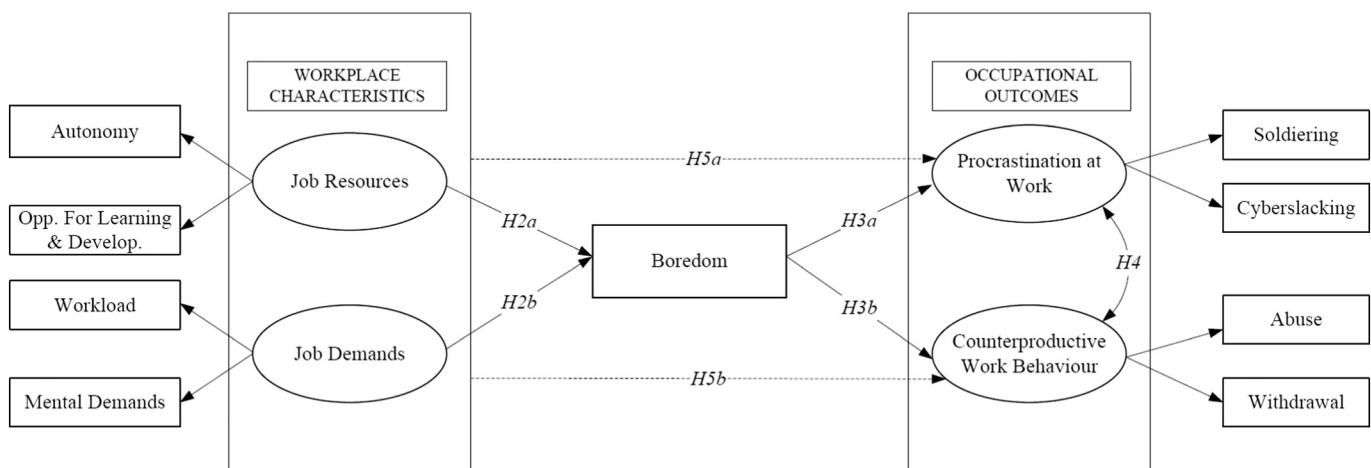 WORKPLACE
CHARACTERISTICS
OCCUPATIONAL
OUTCOMES
Autonomy
Job Resources
Opp. For Learning
& Develop.
Workload
Job Demands
Mental Demands
H5a
H2a
H2b
H5b
Boredom
H3a
H3b
Procrastination at
Work
H4
Counterproductive
Work Behaviour
Soldiering
Cyberslacking
Abuse
Withdrawal